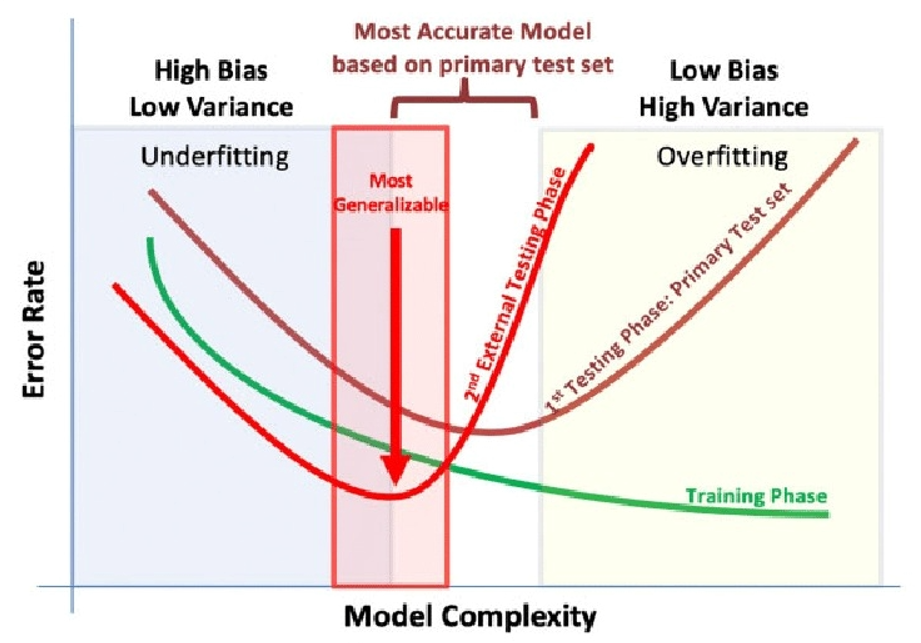 Most Accurate Model
based on primary test set
High Bias
Low Variance
Low Bias
High Variance
Underfitting
Overfitting
Most
Generalizable
2nd External Testing Phase
1st Testing Phase: Primary Test set
Training Phase
Error Rate
Model Complexity